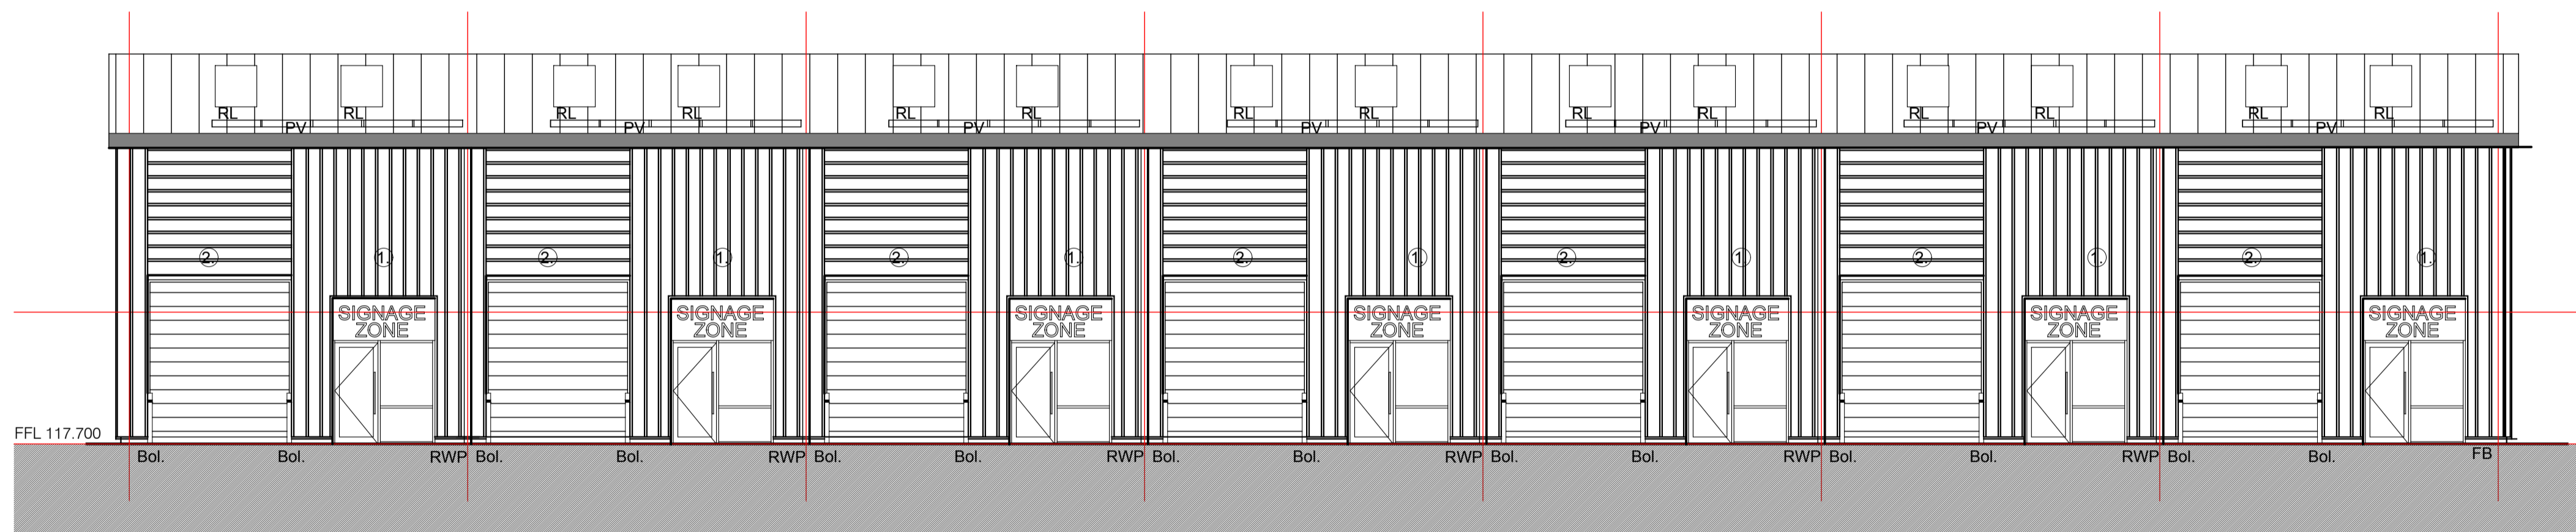 RL RL RL RL RL RL RL RL RL RL RL RL RL RL
PV PV PV PV PV PV PV
2. 1. 2. 1. 2. 1. 2. 1. 2. 1. 2. 1. 2. 1.
SIGNAGE SIGNAGE SIGNAGE SIGNAGE SIGNAGE SIGNAGE SIGNAGE
ZONE ZONE ZONE ZONE ZONE ZONE ZONE
FFL 117.700
Bol. Bol. RWP Bol. Bol. RWP Bol. Bol. RWP Bol. Bol. RWP Bol. Bol. RWP Bol. Bol. RWP Bol. Bol. FB